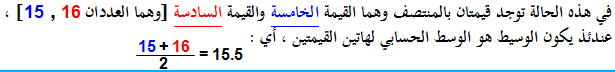 في هذه الحالة توجد قيمتان بالمنتصف وهما القيمة الخامسة والقيمة السادسة [وهما العددان 16 , 15] ،
عندئذ يكون الوسيط هو الوسط الحسابي لهاتين القيمتين ، أي :
15 + 16
2
= 15.5